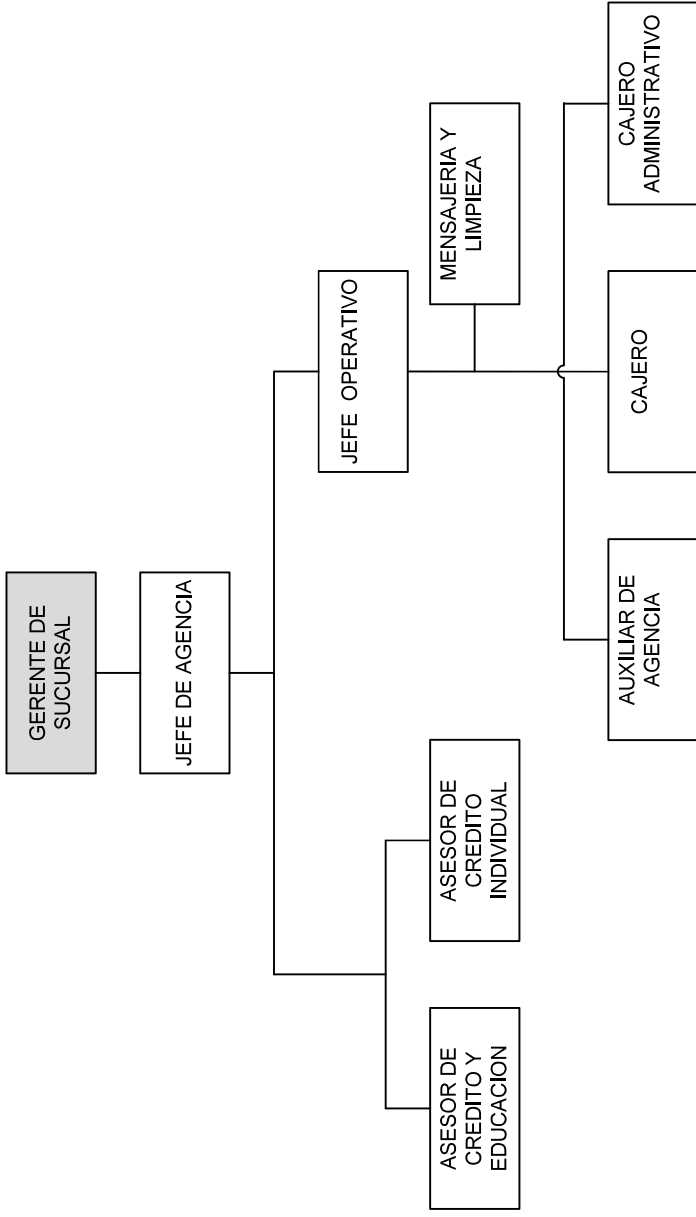 GERENTE DE
SUCURSAL
JEFE DE AGENCIA
JEFE OPERATIVO
ASESOR DE
CREDITO Y
EDUCACION
ASESOR DE
CREDITO
INDIVIDUAL
MENSAJERIA Y
LIMPIEZA
AUXILIAR DE
AGENCIA
CAJERO
CAJERO
ADMINISTRATIVO